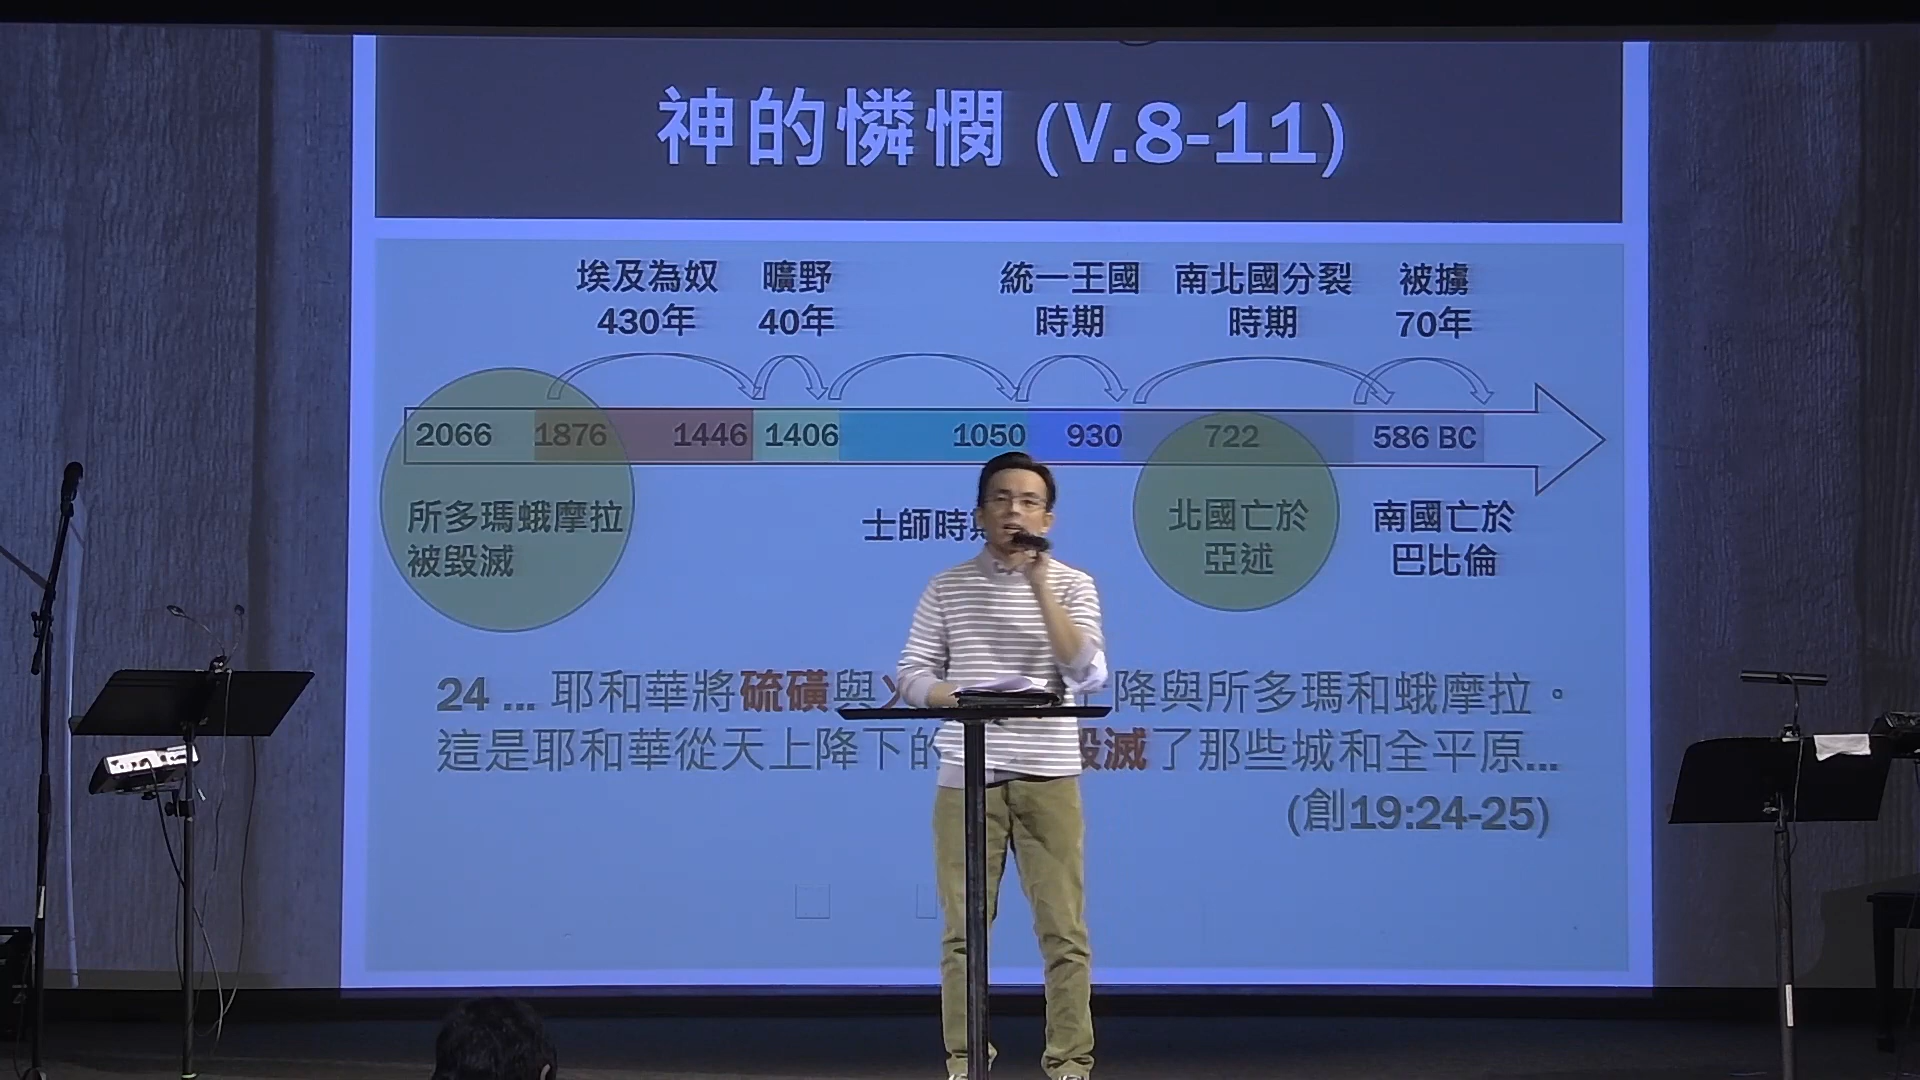 神的憐憫 (V.8-11)
埃及為奴
430年
曠野
40年
統一王國
時期
南北國分裂
時期
被擄
70年
2066 1876 1446 1406 1050 930 722 586 BC
所多瑪蛾摩拉
被毀滅
士師時
北國亡於
亞述
南國亡於
巴比倫
24 ... 耶和華將硫磺與 降與所多瑪和蛾摩拉。
這是耶和華從天上降下的 毀滅了那些城和全平原...
(創19:24-25)